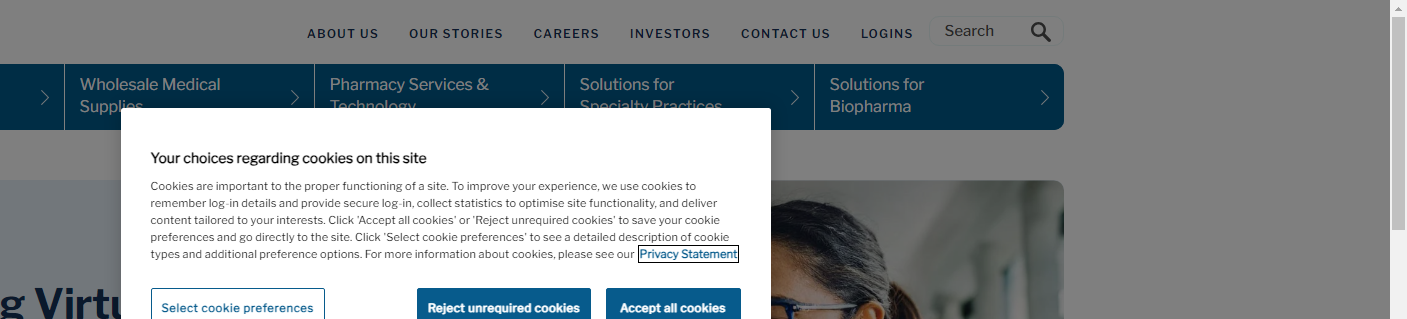 ABOUT US OUR STORIES CAREERS INVESTORS CONTACT US LOGINS Search
Wholesale Medical
Supplies
Pharmacy Services &
Technology
Solutions for
Specialty Practices
Solutions for
Biopharma
Your choices regarding cookies on this site
Cookies are important to the proper functioning of a site. To improve your experience, we use cookies to
remember log-in details and provide secure log-in, collect statistics to optimise site functionality, and deliver
content tailored to your interests. Click 'Accept all cookies' or 'Reject unrequired cookies' to save your cookie
preferences and go directly to the site. Click 'Select cookie preferences' to see a detailed description of cookie
types and additional preference options. For more information about cookies, please see our Privacy Statement
Select cookie preferences Reject unrequired cookies Accept all cookies